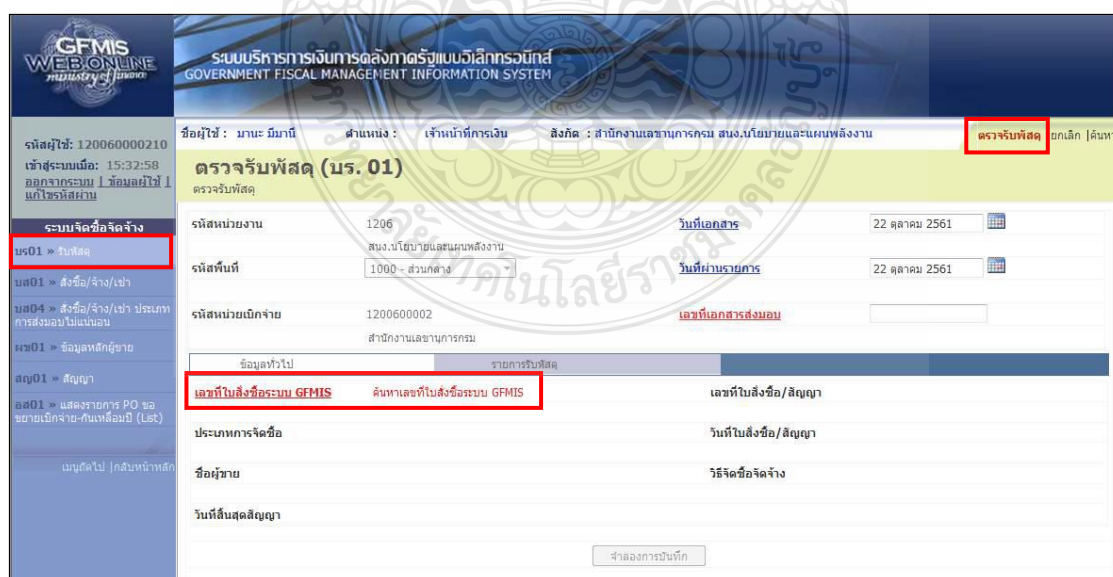 GFMIS
WEB ONLINE
ministry of finance
ระบบบริหารการเงินการคลังภาครัฐแบบอิเล็กทรอนิกส์
GOVERNMENT FISCAL MANAGEMENT INFORMATION SYSTEM
รหัสผู้ใช้: 120060000210
เข้าสู่ระบบเมื่อ: 15:32:58
ออกจากระบบ | ข้อมูลผู้ใช้ |
แก้ไขรหัสผ่าน
ชื่อผู้ใช้ : มานะ มีมานี ตำแหน่ง : เจ้าหน้าที่การเงิน สังกัด : สำนักงานเลขานุการกรม สนง.นโยบายและแผนพลังงาน
ตรวจรับพัสดุ ยกเลิก |ค้นหา
ตรวจรับพัสดุ (บร. 01)
ตรวจรับพัสดุ
ระบบจัดซื้อจัดจ้าง
บร01 » รับพัสดุ
บส01 » สั่งซื้อ/จ้าง/เช่า
บส04 » สั่งซื้อ/จ้าง/เช่า ประเภท
การส่งมอบไม่แน่นอน
ผข01 » ข้อมูลหลักผู้ขาย
สญ01 » สัญญา
อส01 » แสดงรายการ PO ขอ
ขยายเบิกจ่าย-กันเหลื่อมปี (List)
เมนูถัดไป |กลับหน้าหลัก
รหัสหน่วยงาน 1206 วันที่เอกสาร 22 ตุลาคม 2561
สนง.นโยบายและแผนพลังงาน
รหัสพื้นที่ 1000 - ส่วนกลาง วันที่ผ่านรายการ 22 ตุลาคม 2561
รหัสหน่วยเบิกจ่าย 1200600002 เลขที่เอกสารส่งมอบ
สำนักงานเลขานุการกรม
ข้อมูลทั่วไป รายการรับพัสดุ
เลขที่ใบสั่งซื้อระบบ GFMIS ค้นหาเลขที่ใบสั่งซื้อระบบ GFMIS เลขที่ใบสั่งซื้อ/สัญญา
ประเภทการจัดซื้อ วันที่ใบสั่งซื้อ/สัญญา
ชื่อผู้ขาย วิธีจัดซื้อจัดจ้าง
วันที่สิ้นสุดสัญญา
จำลองการบันทึก